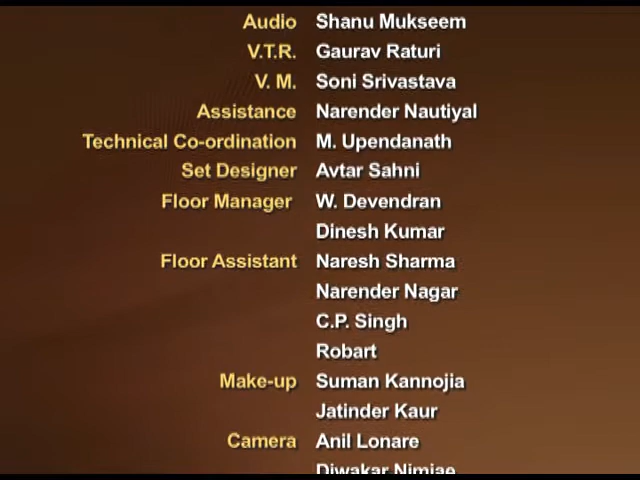 Audio Shanu Mukseem
V.T.R. Gaurav Raturi
V. M. Soni Srivastava
Assistance Narender Nautiyal
Technical Co-ordination M. Upendanath
Set Designer Avtar Sahni
Floor Manager W. Devendran
Dinesh Kumar
Floor Assistant Naresh Sharma
Narender Nagar
C.P. Singh
Robart
Make-up Suman Kannojia
Jatinder Kaur
Camera Anil Lonare
Diwakar